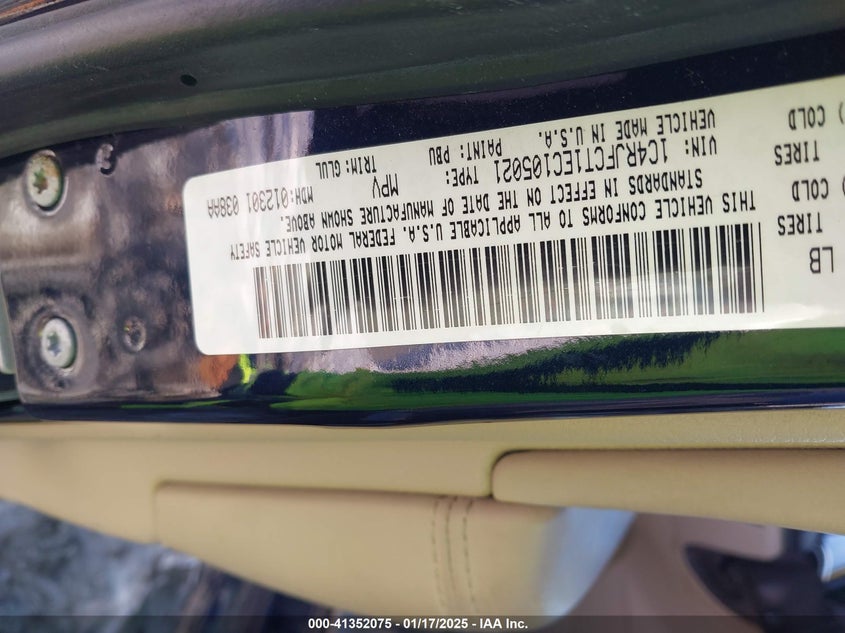 LB
TIRES COLD
TIRES COLD
THIS VEHICLE CONFORMS TO ALL APPLICABLE U.S.A. FEDERAL MOTOR VEHICLE SAFETY
STANDARDS IN EFFECT ON THE DATE OF MANUFACTURE SHOWN ABOVE.
VIN: 1C4RJFCT1EC105021 TYPE: MPV MDH:012301 038AA
VEHICLE MADE IN U.S.A. PAINT: PBU TRIM: GLUL
000-41352075 — 01/17/2025 — IAA Inc.